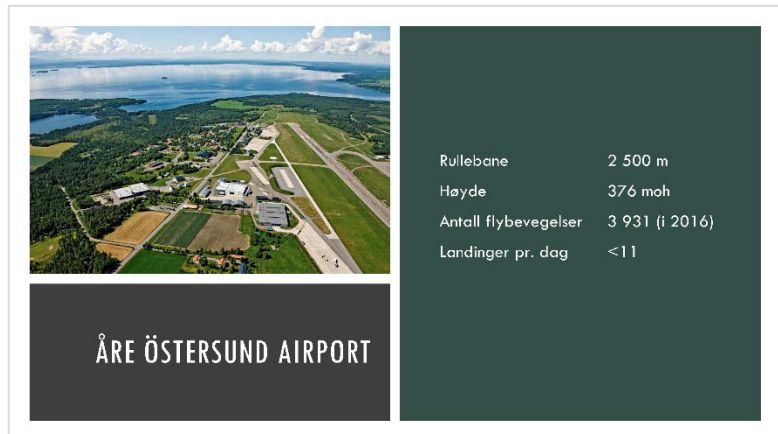 Rullebane 2 500 m
Høyde 376 moh
Antall flybevegelser 3 931 (i 2016)
Landinger pr. dag <11
ÅRE ÖSTERSUND AIRPORT